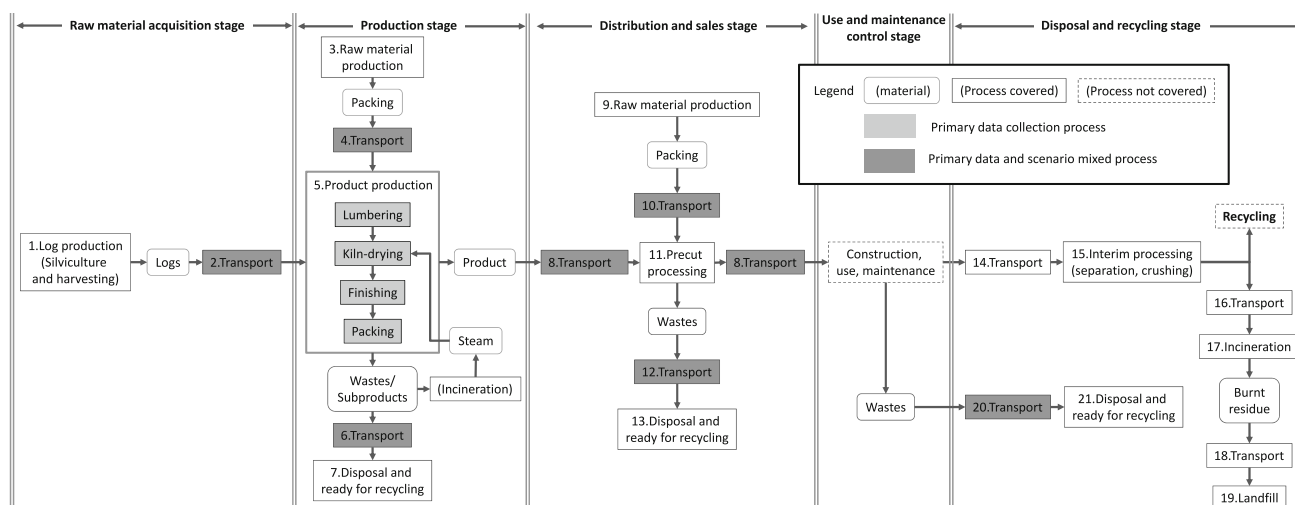 Raw material acquisition stage
Production stage
Distribution and sales stage
Use and maintenance
control stage
Disposal and recycling stage
Legend
(material)
(Process covered)
(Process not covered)
Primary data collection process
Primary data and scenario mixed process
1.Log production
(Silviculture
and harvesting)
Logs
2.Transport
3.Raw material
production
Packing
4.Transport
5.Product production
Lumbering
Kiln-drying
Finishing
Packing
Steam
Wastes/
Subproducts
(Incineration)
6.Transport
7.Disposal and
ready for recycling
Product
8.Transport
9.Raw material production
Packing
10.Transport
11.Precut
processing
8.Transport
Wastes
12.Transport
13.Disposal and
ready for recycling
Construction,
use, maintenance
Wastes
14.Transport
15.Interim processing
(separation, crushing)
Recycling
16.Transport
17.Incineration
Burnt
residue
18.Transport
19.Landfill
20.Transport
21.Disposal and
ready for recycling